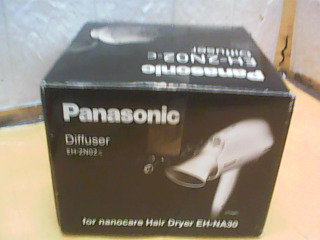 Panasonic
EH-2N02-E
Diffuser
Panasonic
Diffuser
EH-2N02-E
for nanocare Hair Dryer EH-NA30